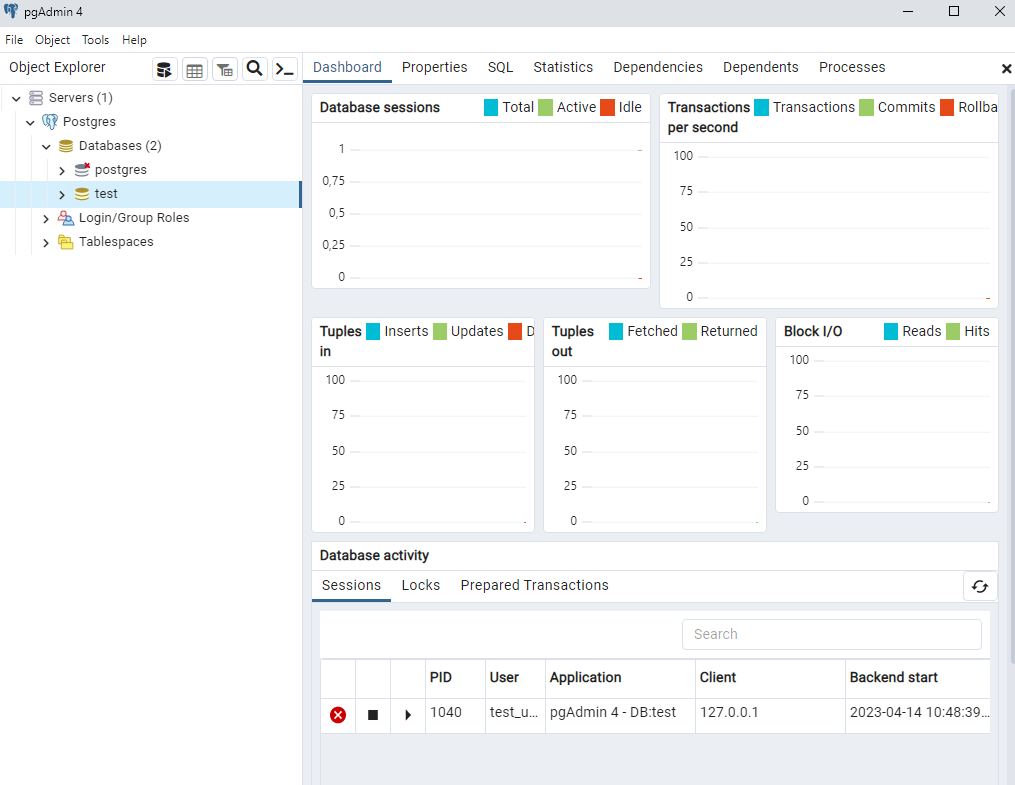 pgAdmin 4
File Object Tools Help
Object Explorer
Dashboard Properties SQL Statistics Dependencies Dependents Processes
Servers (1)
Postgres
Databases (2)
postgres
test
Login/Group Roles
Tablespaces
Database sessions Total Active Idle
1
0,75
0,5
0,25
0
Transactions per second Transactions Commits Rollba
100
75
50
25
0
Tuples in Inserts Updates D
100
75
50
25
0
Tuples out Fetched Returned
100
75
50
25
0
Block I/O Reads Hits
100
75
50
25
0
Database activity
Sessions Locks Prepared Transactions
Search
PID User Application Client Backend start
1040 test_u... pgAdmin 4 - DB:test 127.0.0.1 2023-04-14 10:48:39...